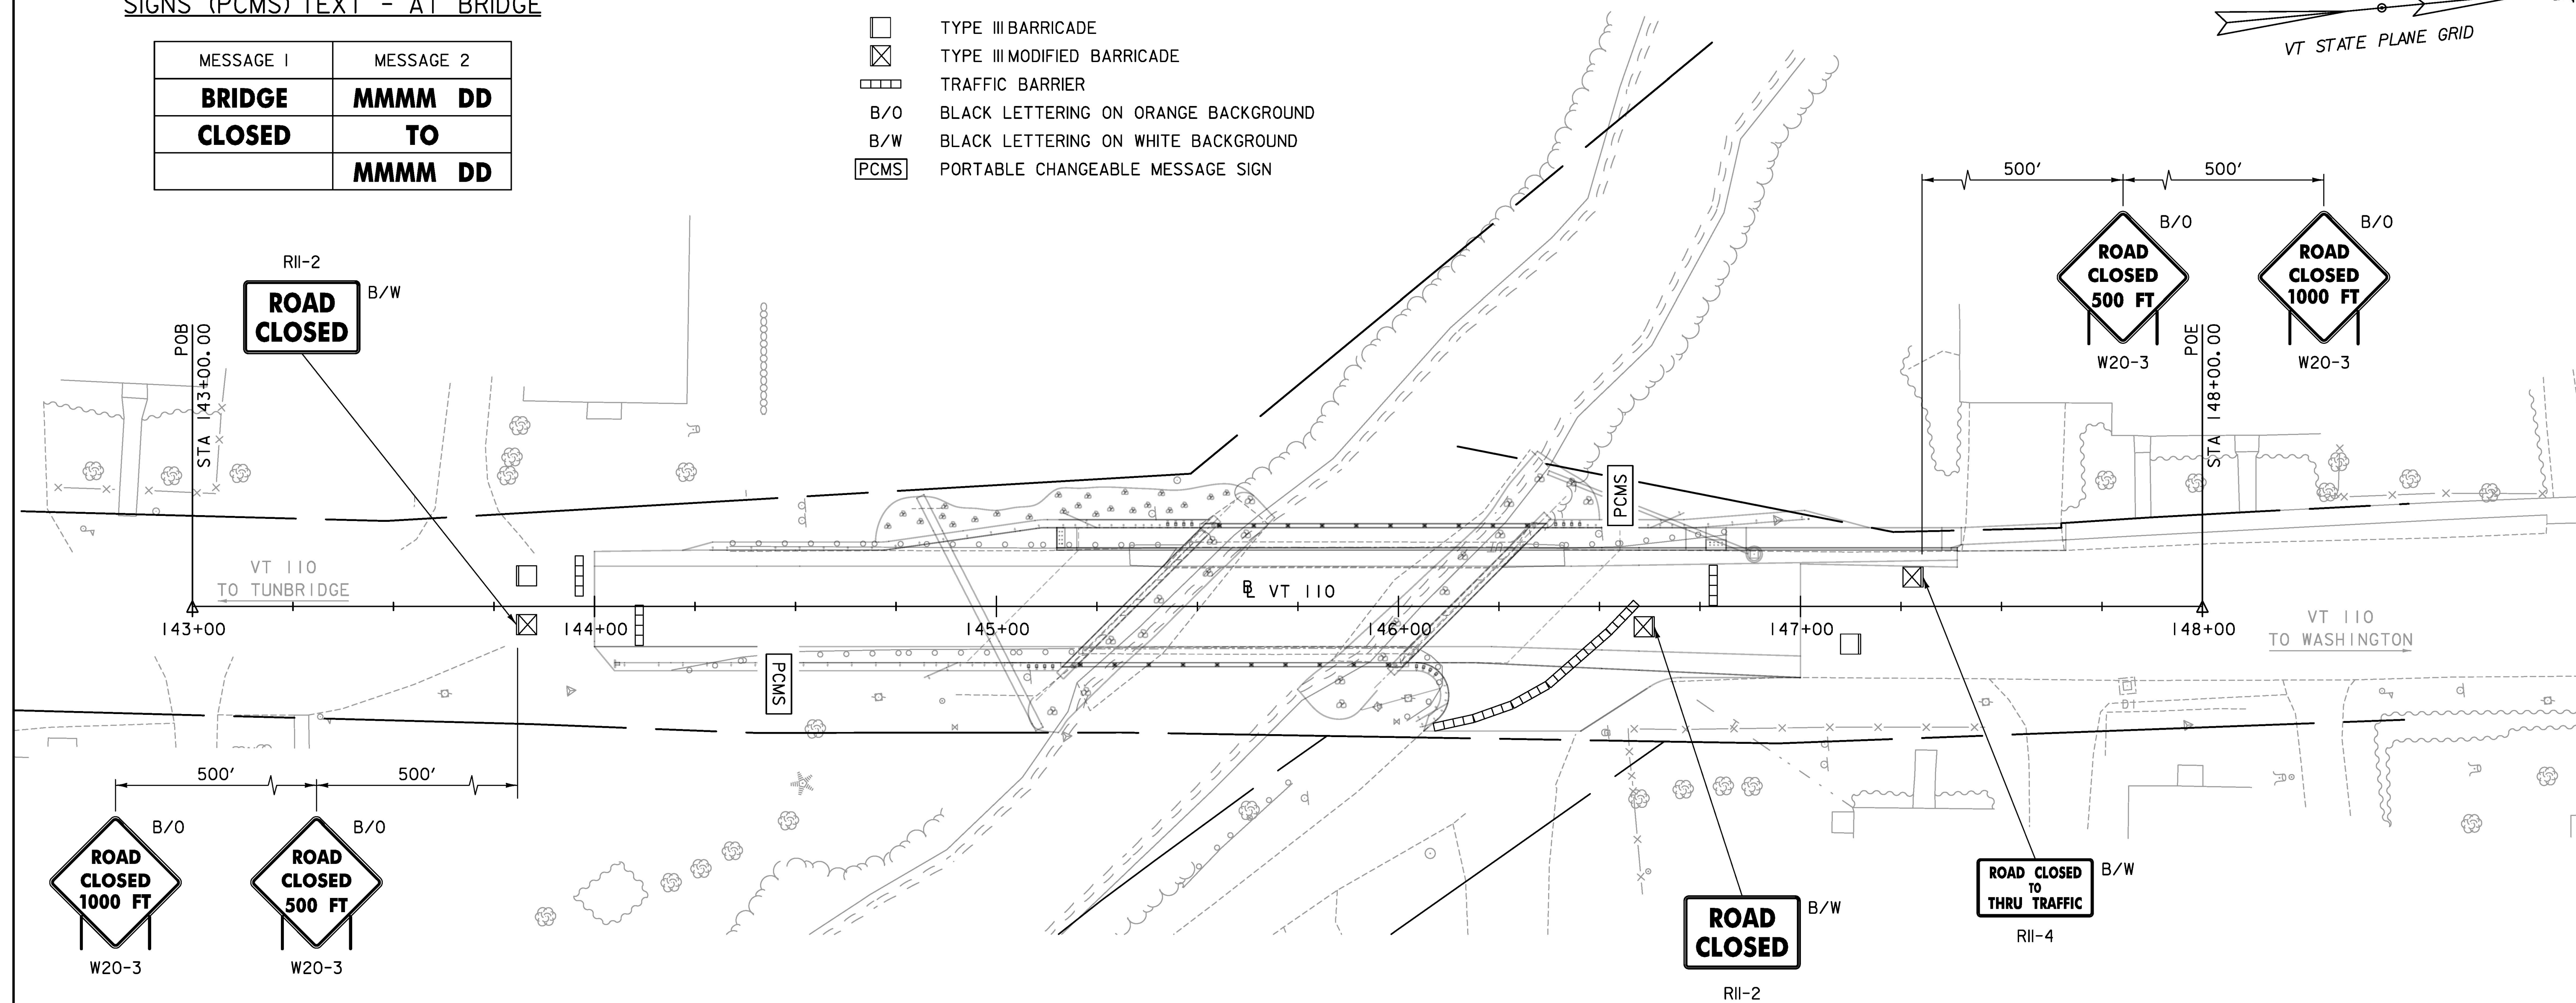 SIGNS (PCMS) TEXT - AT BRIDGE
MESSAGE 1 MESSAGE 2
BRIDGE MMMM DD
CLOSED TO
MMMM DD
TYPE III BARRICADE
TYPE III MODIFIED BARRICADE
TRAFFIC BARRIER
B/O BLACK LETTERING ON ORANGE BACKGROUND
B/W BLACK LETTERING ON WHITE BACKGROUND
PCMS PORTABLE CHANGEABLE MESSAGE SIGN
VT STATE PLANE GRID
500' 500'
B/O
ROAD
CLOSED
500 FT
W20-3
B/O
ROAD
CLOSED
1000 FT
W20-3
R11-2
ROAD
CLOSED
B/W
POB
STA 143+00.00
POE
STA 148+00.00
PCMS
VT 110
TO TUNBRIDGE
BL VT 110
143+00 144+00 145+00 146+00 147+00 148+00
VT 110
TO WASHINGTON
PCMS
DI
500' 500'
B/O
ROAD
CLOSED
1000 FT
W20-3
B/O
ROAD
CLOSED
500 FT
W20-3
ROAD
CLOSED
B/W
R11-2
ROAD CLOSED
TO
THRU TRAFFIC
B/W
R11-4